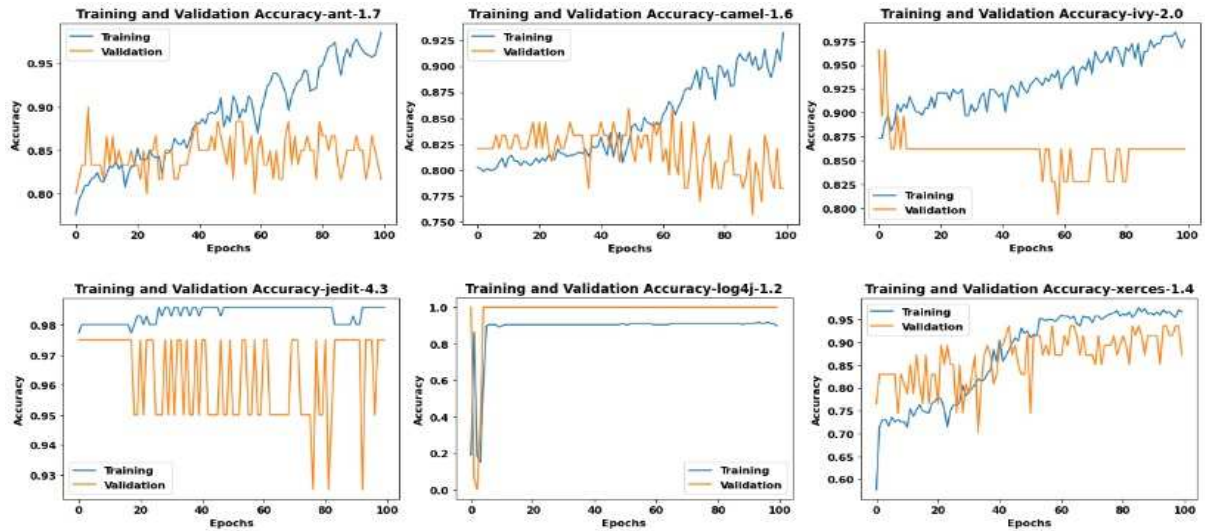 Training and Validation Accuracy-ant-1.7
Training
Validation
0.95
0.90
0.85
0.80
Accuracy
0 20 40 60 80 100
Epochs
Training and Validation Accuracy-camel-1.6
Training
Validation
0.925
0.900
0.875
0.850
0.825
0.800
0.775
0.750
Accuracy
0 20 40 60 80 100
Epochs
Training and Validation Accuracy-ivy-2.0
0.975
0.950
0.925
0.900
0.875
0.850
0.825
0.800
Accuracy
Training
Validation
0 20 40 60 80 100
Epochs
Training and Validation Accuracy-jedit-4.3
0.98
0.97
0.96
0.95
0.94
0.93
Accuracy
Training
Validation
0 20 40 60 80 100
Epochs
Training and Validation Accuracy-log4j-1.2
1.0
0.8
0.6
0.4
0.2
0.0
Accuracy
Training
Validation
0 20 40 60 80 100
Epochs
Training and Validation Accuracy-xerces-1.4
Training
Validation
0.95
0.90
0.85
0.80
0.75
0.70
0.65
0.60
Accuracy
0 20 40 60 80 100
Epochs